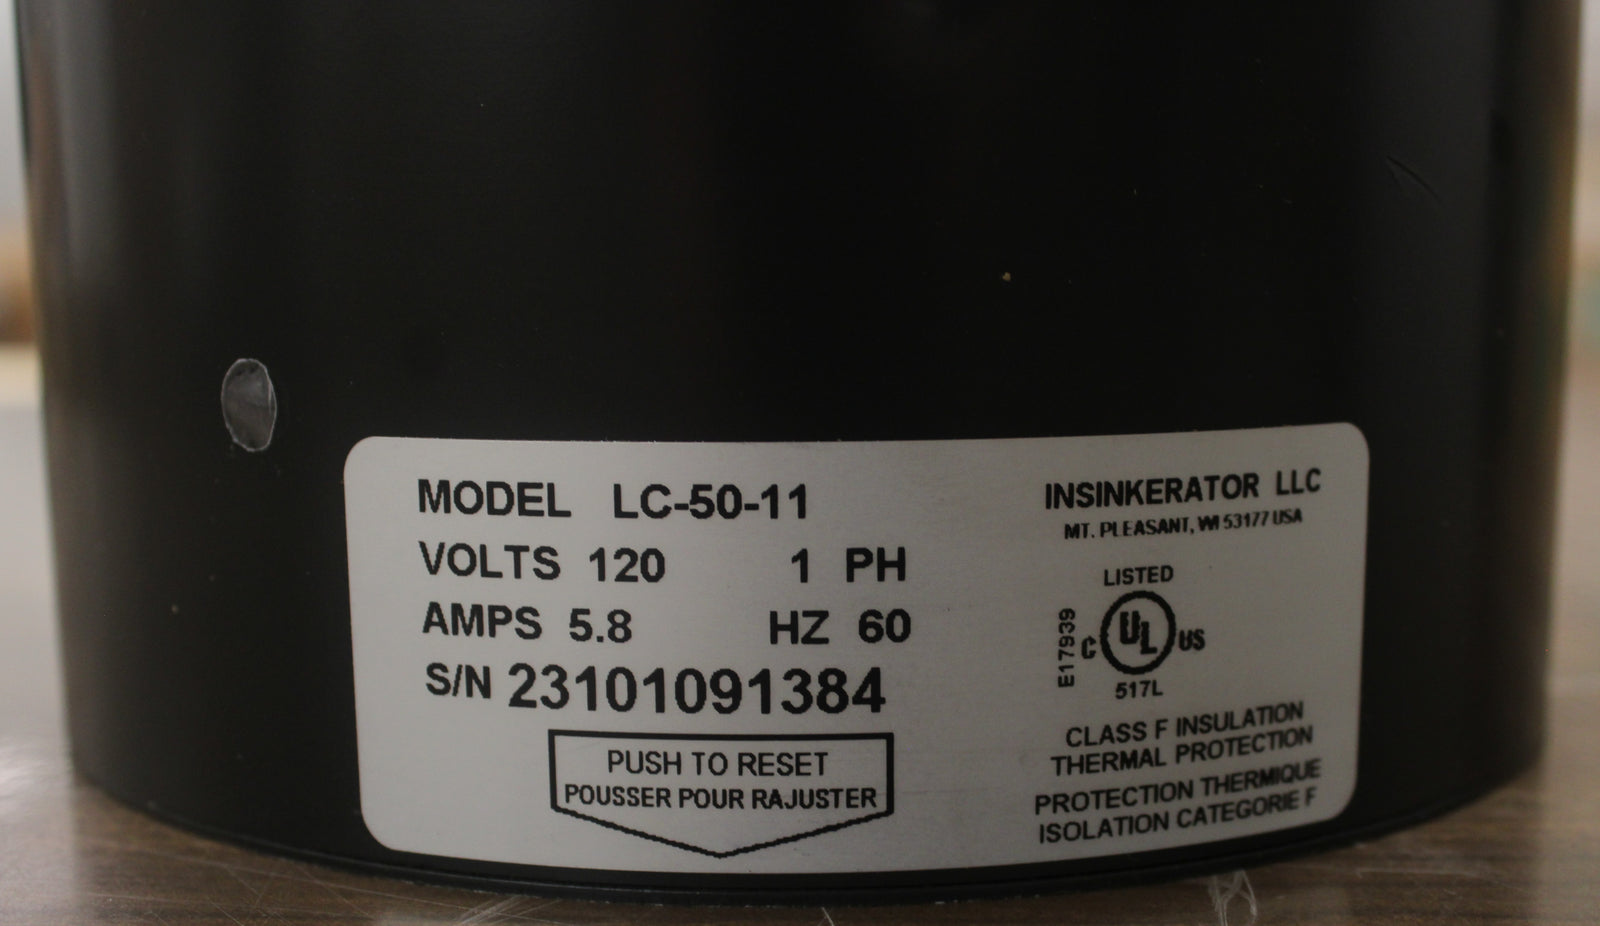 MODEL LC-50-11
VOLTS 120 1 PH
AMPS 5.8 HZ 60
S/N 23101091384
PUSH TO RESET
POUSSER POUR RAJUSTER
INSINKERATOR LLC
MT. PLEASANT, WI 53177 USA
LISTED
E17939
C UL US
517L
CLASS F INSULATION
THERMAL PROTECTION
PROTECTION THERMIQUE
ISOLATION CATEGORIE F